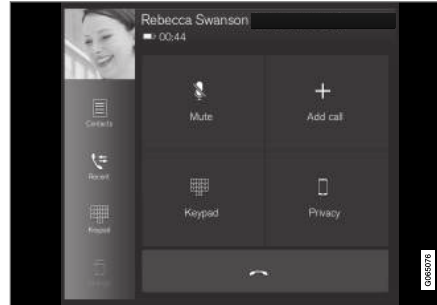 Rebecca Swanson
00:44
Contacts
Recent
Keypad
Mute
Add call
Keypad
Privacy
G065076